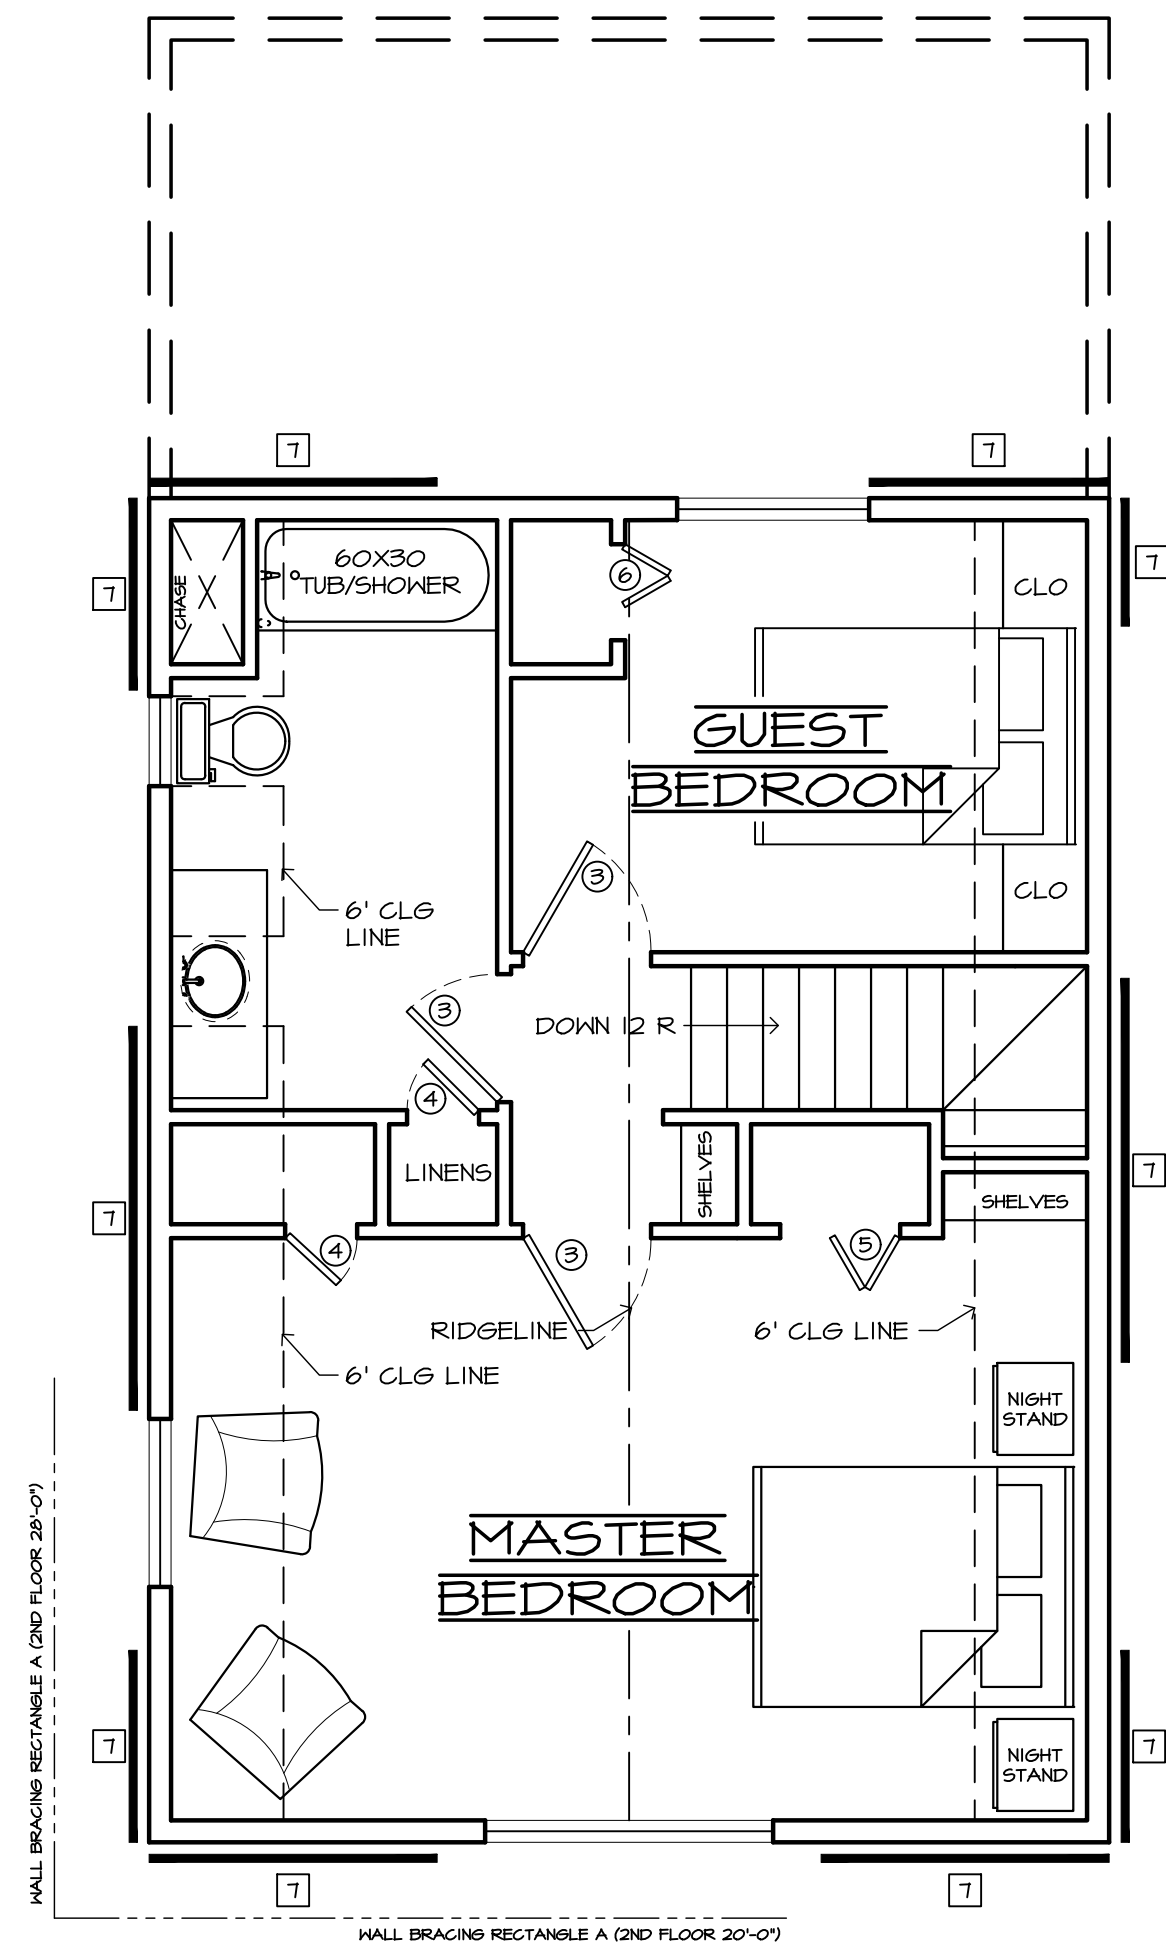 7
7
7
7
60X30
TUB/SHOWER
CHASE
6
CLO
GUEST
BEDROOM
3
CLO
6' CLG
LINE
3
DOWN 12 R
4
LINENS
SHELVES
7
SHELVES
7
4
3
5
RIDGELINE
6' CLG LINE
6' CLG LINE
NIGHT
STAND
MASTER
BEDROOM
7
7
NIGHT
STAND
7
7
WALL BRACING RECTANGLE A (2ND FLOOR 28'-0")
WALL BRACING RECTANGLE A (2ND FLOOR 20'-0")